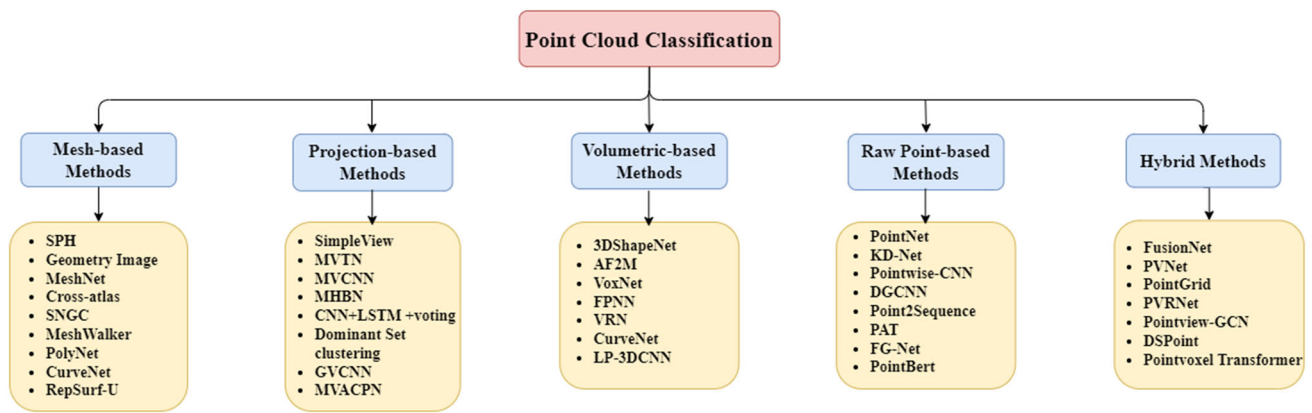 Point Cloud Classification
Mesh-based
Methods
Projection-based
Methods
Volumetric-based
Methods
Raw Point-based
Methods
Hybrid Methods
• SPH
• Geometry Image
• MeshNet
• Cross-atlas
• SNGC
• MeshWalker
• PolyNet
• CurveNet
• RepSurf-U
• SimpleView
• MVTN
• MVCNN
• MHBN
• CNN+LSTM +voting
• Dominant Set
clustering
• GVCNN
• MVACPN
• 3DShapeNet
• AF2M
• VoxNet
• FPNN
• VRN
• CurveNet
• LP-3DCNN
• PointNet
• KD-Net
• Pointwise-CNN
• DGCNN
• Point2Sequence
• PAT
• FG-Net
• PointBert
• FusionNet
• PVNet
• PointGrid
• PVRNet
• Pointview-GCN
• DSPoint
• Pointvoxel Transformer